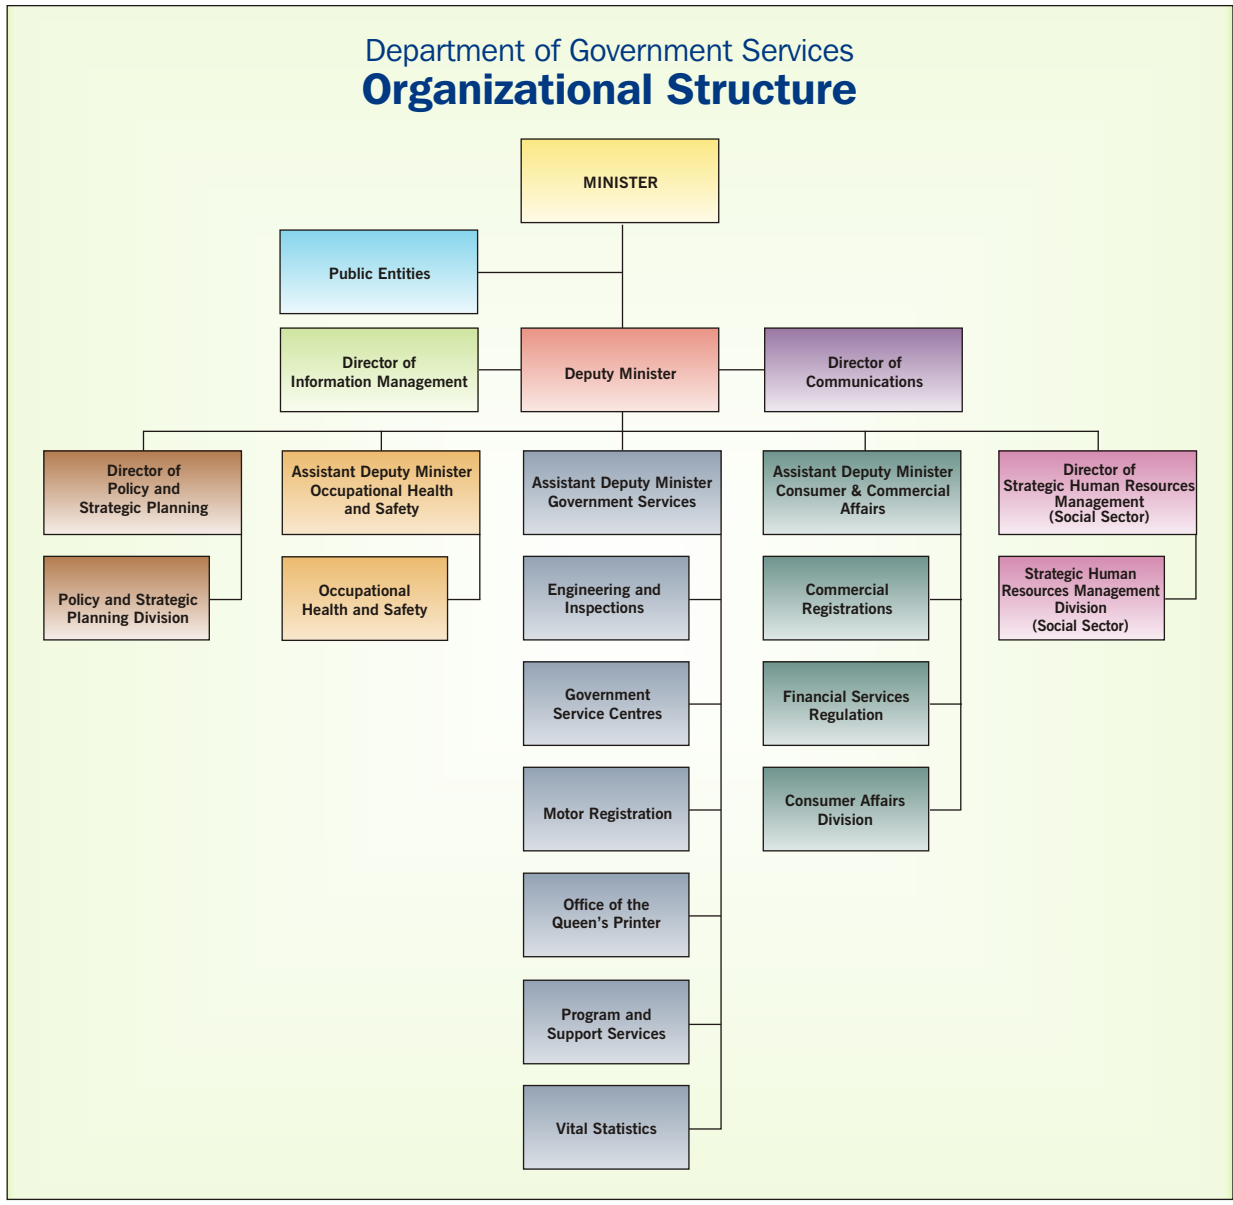 Department of Government Services
Organizational Structure
MINISTER
Public Entities
Director of
Information Management
Deputy Minister
Director of
Communications
Director of
Policy and
Strategic Planning
Assistant Deputy Minister
Occupational Health
and Safety
Assistant Deputy Minister
Government Services
Assistant Deputy Minister
Consumer & Commercial
Affairs
Director of
Strategic Human Resources
Management
(Social Sector)
Policy and Strategic
Planning Division
Occupational
Health and Safety
Engineering and
Inspections
Commercial
Registrations
Strategic Human
Resources Management
Division
(Social Sector)
Government
Service Centres
Financial Services
Regulation
Motor Registration
Consumer Affairs
Division
Office of the
Queen’s Printer
Program and
Support Services
Vital Statistics